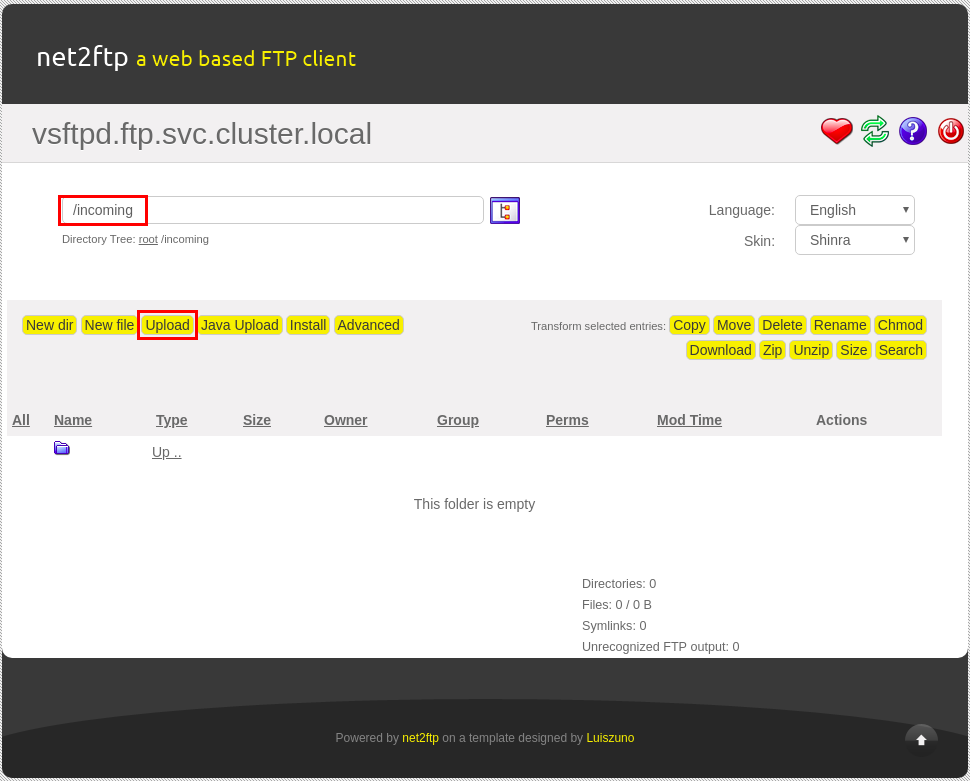 net2ftp a web based FTP client
vsftpd.ftp.svc.cluster.local
/incoming
Language: English
Directory Tree: root /incoming
Skin: Shinra
New dir New file Upload Java Upload Install Advanced Transform selected entries: Copy Move Delete Rename Chmod
Download Zip Unzip Size Search
All Name Type Size Owner Group Perms Mod Time Actions
Up ..
This folder is empty
Directories: 0
Files: 0 / 0 B
Symlinks: 0
Unrecognized FTP output: 0
Powered by net2ftp on a template designed by Luiszuno